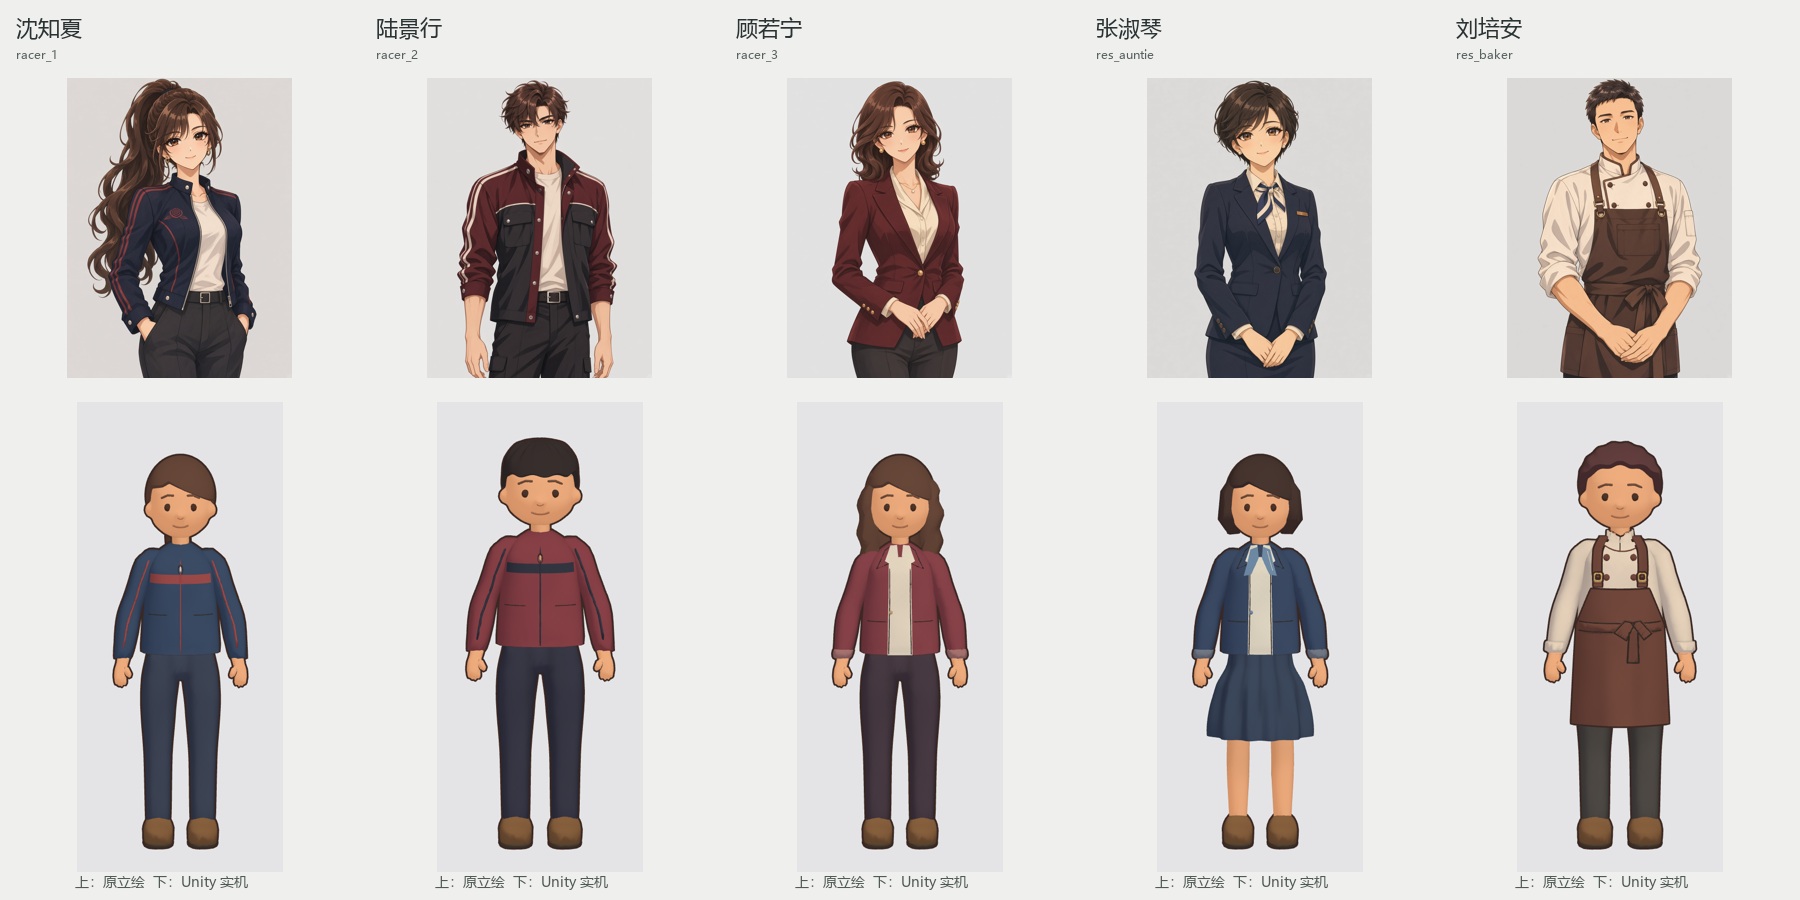 沈知夏
racer_1
陆景行
racer_2
顾若宁
racer_3
张淑琴
res_auntie
刘培安
res_baker
上：原立绘 下：Unity 实机
上：原立绘 下：Unity 实机
上：原立绘 下：Unity 实机
上：原立绘 下：Unity 实机
上：原立绘 下：Unity 实机